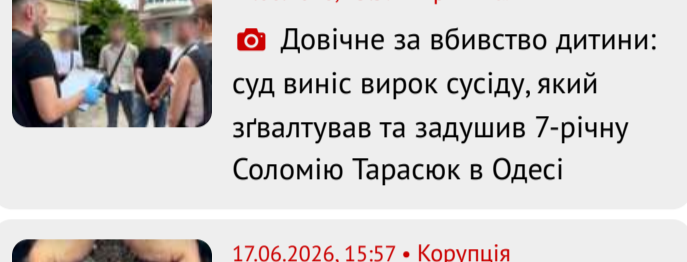 Довічне за вбивство дитини:
суд виніс вирок сусіду, який
зґвалтував та задушив 7-річну
Соломію Тарасюк в Одесі
17.06.2026, 15:57 • Корупція